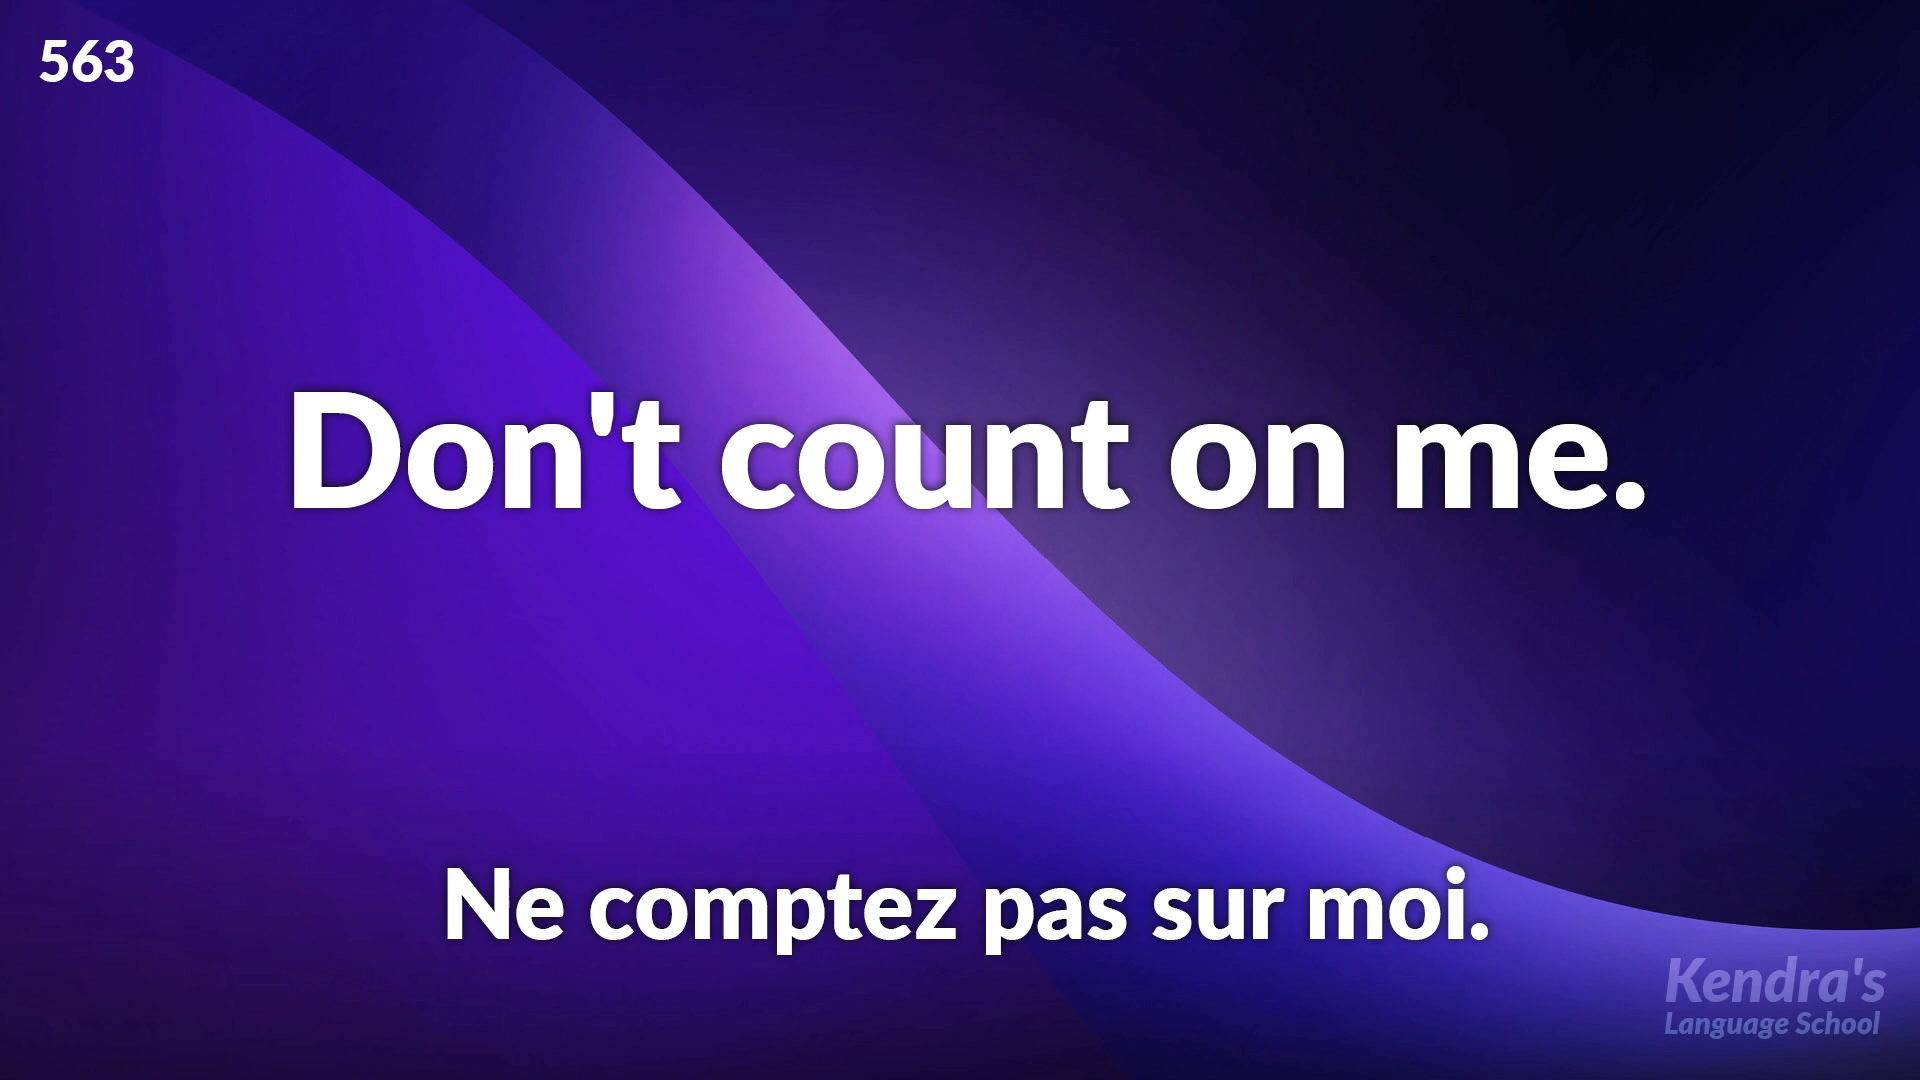 563
Don't count on me.
Ne comptez pas sur moi.
Kendra's
Language School